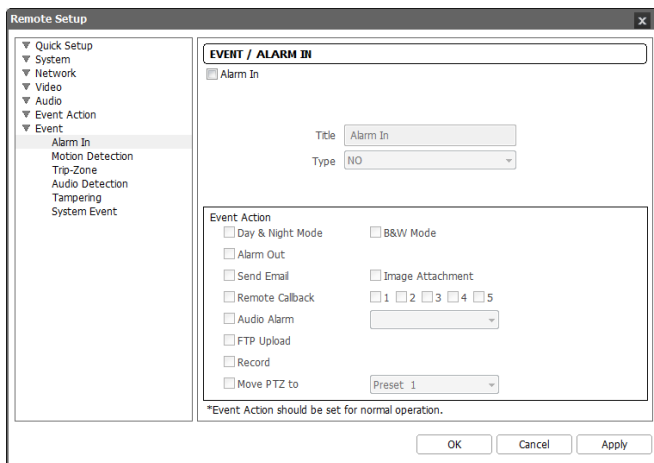 Remote Setup
x
Quick Setup
System
Network
Video
Audio
Event Action
Event
Alarm In
Motion Detection
Trip-Zone
Audio Detection
Tampering
System Event
EVENT / ALARM IN
Alarm In
Title Alarm In
Type NO
Event Action
Day & Night Mode B&W Mode
Alarm Out
Send Email Image Attachment
Remote Callback 1 2 3 4 5
Audio Alarm
FTP Upload
Record
Move PTZ to Preset 1
*Event Action should be set for normal operation.
OK Cancel Apply